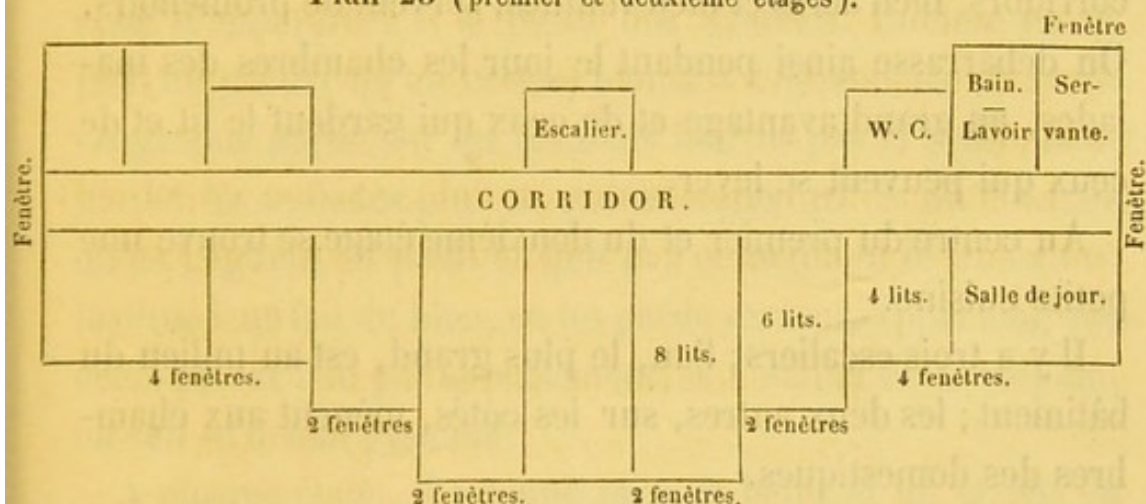 Plan 28 (premier et deuxième étages).
Fenêtre
Bain. Ser-
Escalier. W. C. Lavoir vante.
Fenêtre.
CORRIDOR.
Fenêtre.
4 lits. Salle de jour.
6 lits.
8 lits.
4 fenêtres. 4 fenêtres.
2 fenêtres 2 fenêtres
2 fenêtres. 2 fenêtres.